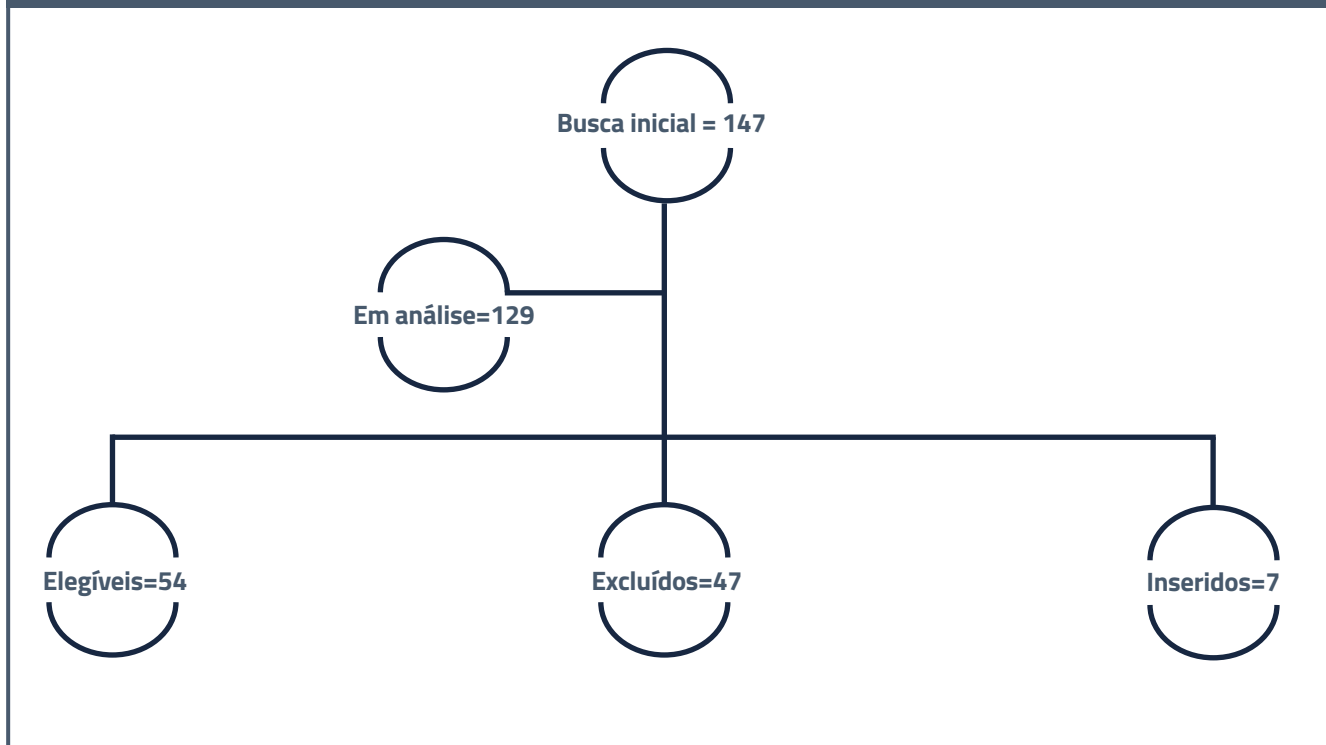 Busca inicial = 147
Em análise=129
Elegíveis=54
Excluídos=47
Inseridos=7